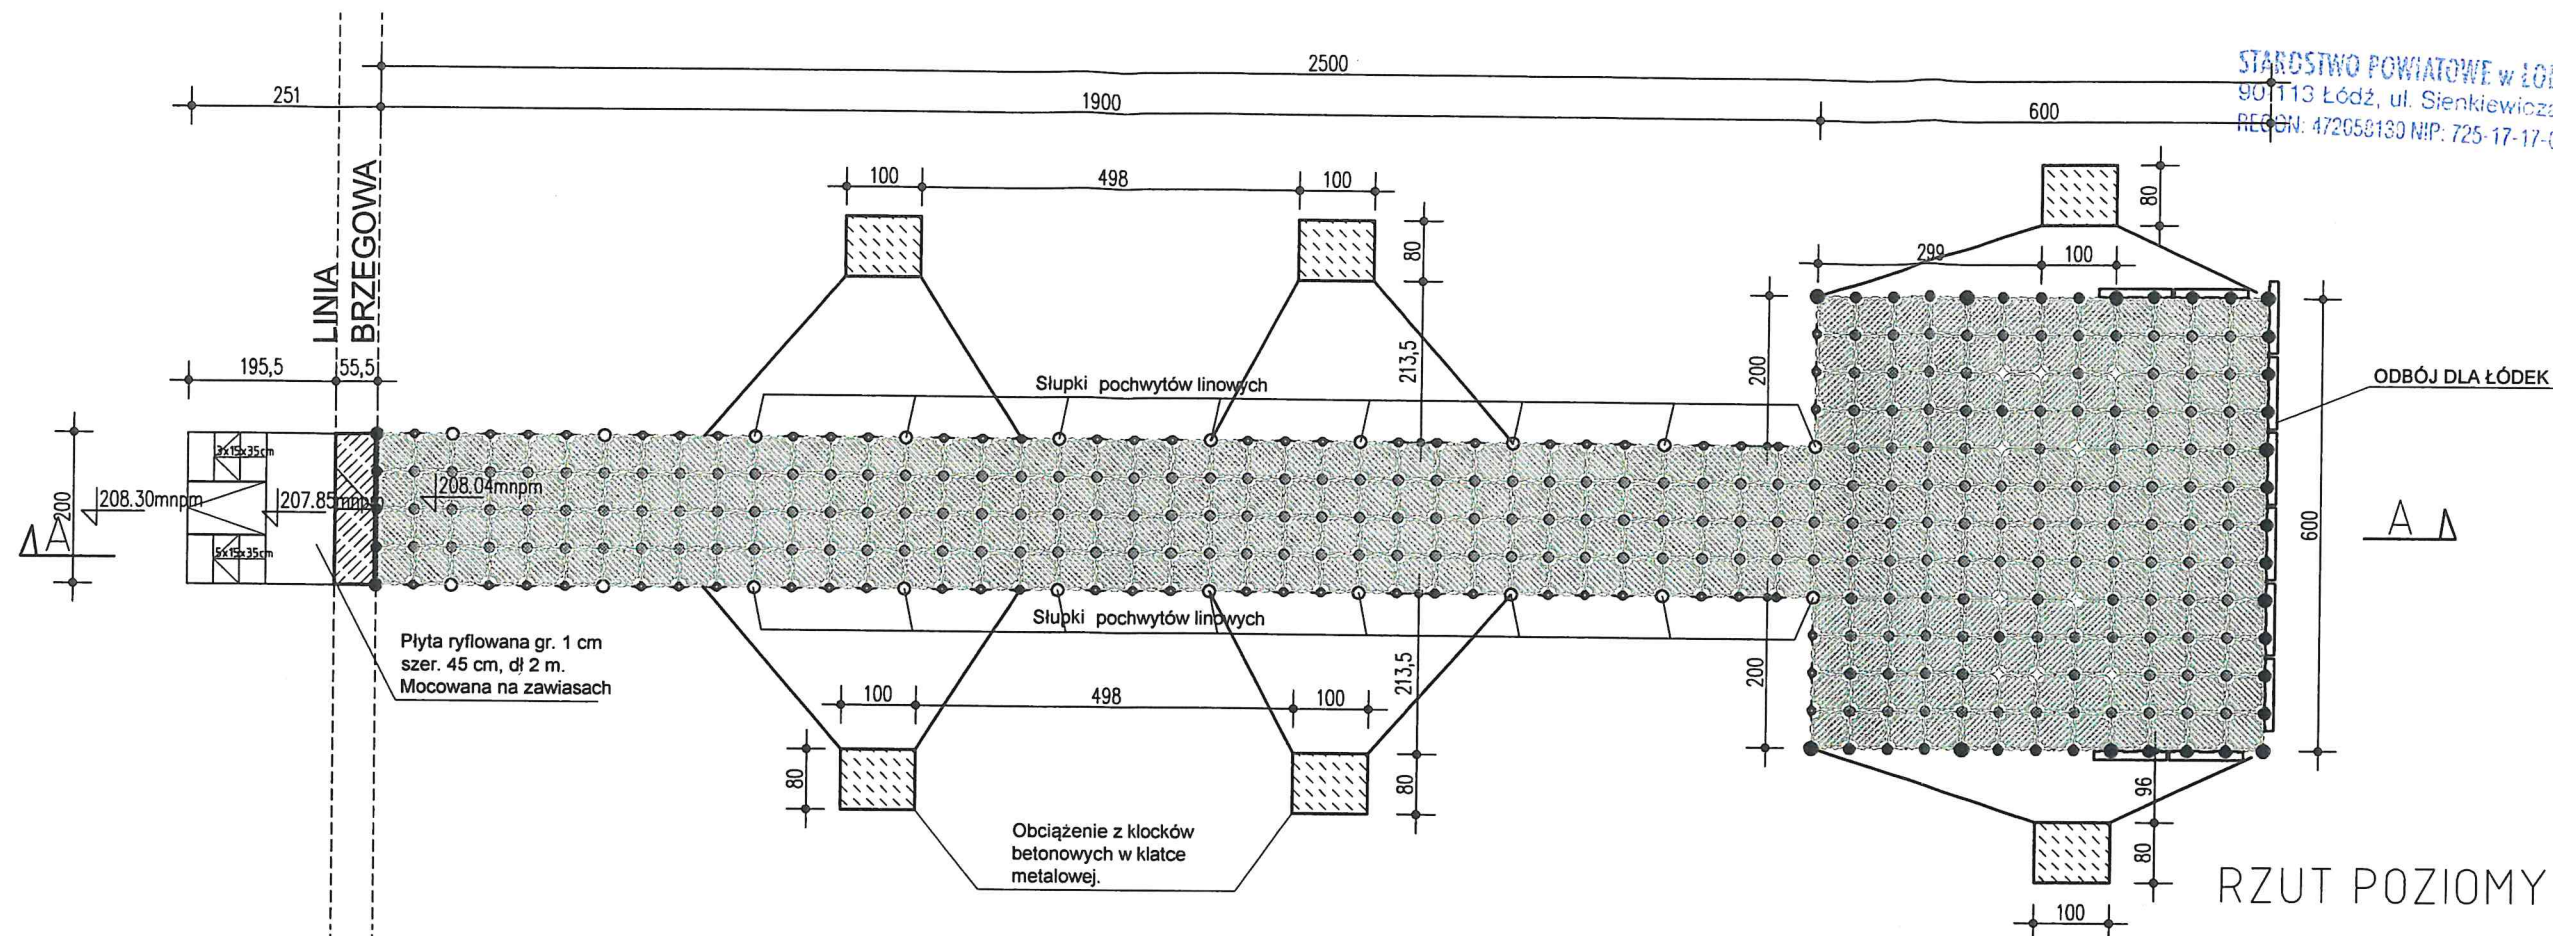 2500
STAROSTWO POWIATOWE w
90-113 Łódź, ul. Sienkiewicza
REGON: 472058130 NIP: 725-17-17-
251
1900
600
100
498
100
80
80
LINIA
BRZEGOWA
299
100
195,5
55,5
200
213,5
Słupki pochwytów linowych
ODBÓJ DLA ŁÓDEK
3x15x35cm
200
208.30mnpm
207.85mnpm
208.04mnpm
600
A
A
5x15x35cm
Słupki pochwytów linowych
Płyta ryflowana gr. 1 cm
szer. 45 cm, dł 2 m.
Mocowana na zawiasach
213,5
200
100
498
100
80
80
96
80
Obciążenie z klocków
betonowych w klatce
metalowej.
RZUT POZIOMY
100